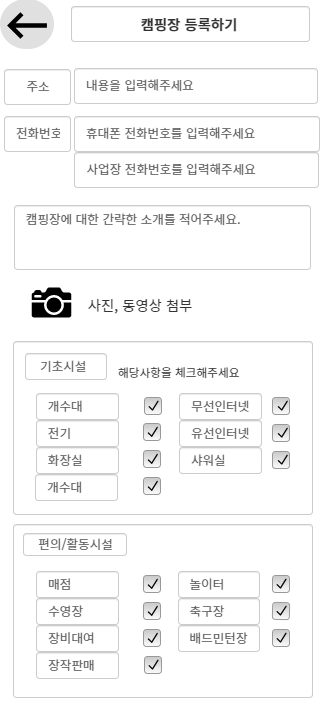 캠핑장 등록하기
주소 내용을 입력해주세요
전화번호 휴대폰 전화번호를 입력해주세요
사업장 전화번호를 입력해주세요
캠핑장에 대한 간략한 소개를 적어주세요.
사진, 동영상 첨부
기초시설 해당사항을 체크해주세요
개수대 무선인터넷
전기 유선인터넷
화장실 샤워실
개수대
편의/활동시설
매점 놀이터
수영장 축구장
장비대여 배드민턴장
장작판매